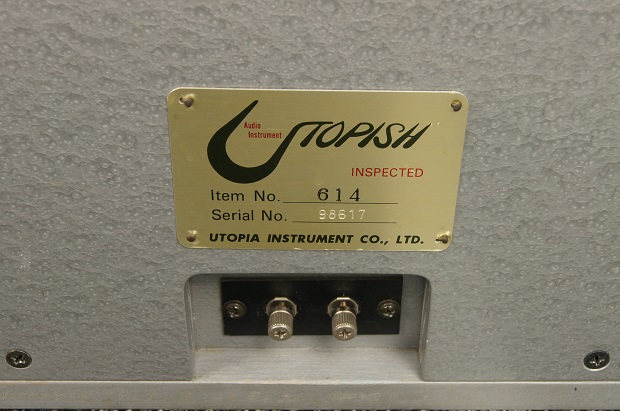 Audio
Instrument
UTOPISH
INSPECTED
Item No. 614
Serial No. 98617
UTOPIA INSTRUMENT CO., LTD.